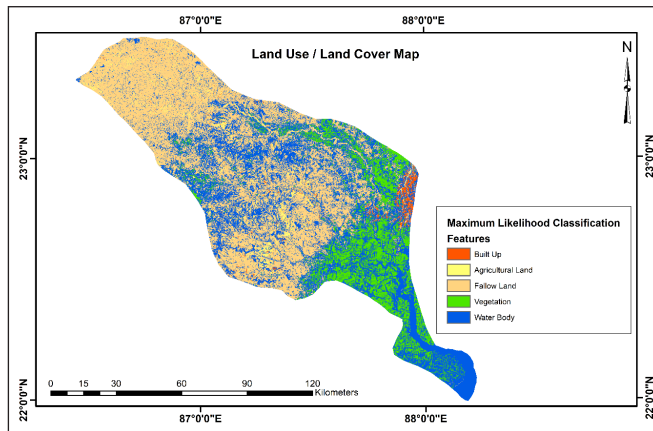 87°0'0"E
88°0'0"E
Land Use / Land Cover Map
N
23°0'0"N
23°0'0"N
Maximum Likelihood Classification
Features
Built Up
Agricultural Land
Fallow Land
Vegetation
Water Body
0 15 30 60 90 120
Kilometers
22°0'0"N
22°0'0"N
87°0'0"E
88°0'0"E